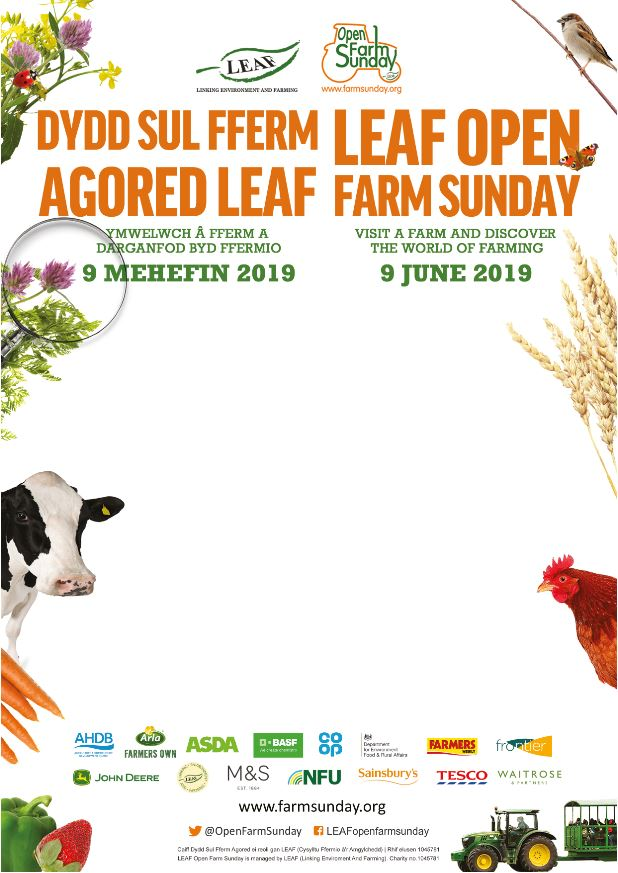 LEAF
LINKING ENVIRONMENT AND FARMING
Open
Farm
Sunday
www.farmsunday.org
DYDD SUL FFERM
AGORED LEAF
YMWELWCH Â FFERM A
DARGANFOD BYD FFERMIO
9 MEHEFIN 2019
LEAF OPEN
FARM SUNDAY
VISIT A FARM AND DISCOVER
THE WORLD OF FARMING
9 JUNE 2019
AHDB
Arla
FARMERS OWN
ASDA
BASF
We create chemistry
CO
OP
Department
for Environment
Food & Rural Affairs
FARMERS
WEEKLY
frontier
JOHN DEERE
LEAF
M&S
EST. 1884
NFU
Sainsbury's
TESCO
WAITROSE
& PARTNERS
www.farmsunday.org
@OpenFarmSunday LEAFopenfarmsunday
Caiff Dydd Sul Fferm Agored ei reoli gan LEAF (Cysylltu Ffermio â'r Amgylchedd) | Rhif elusen 1045781
LEAF Open Farm Sunday is managed by LEAF (Linking Enviroment And Farming). Charity no.1045781